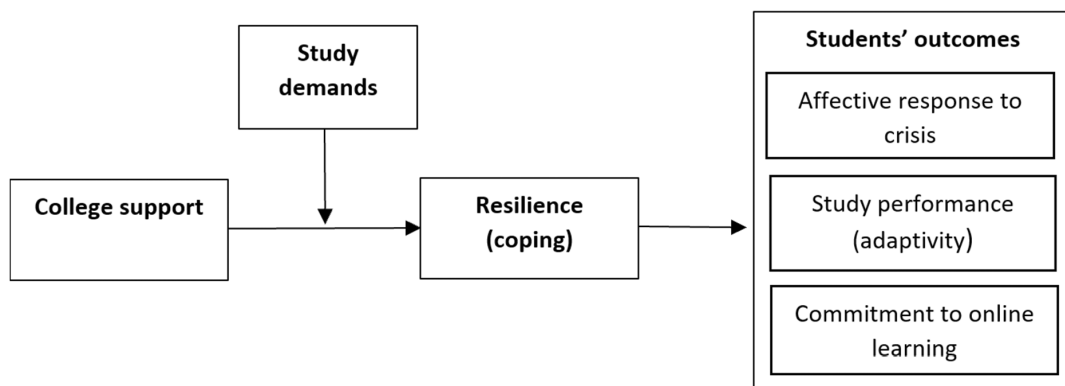 Study
demands
College support
Resilience
(coping)
Students’ outcomes
Affective response to
crisis
Study performance
(adaptivity)
Commitment to online
learning